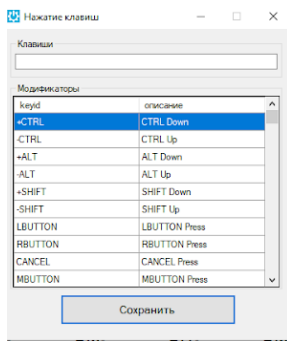 Нажатие клавиш
Клавиши
Модификаторы
keyid описание
+CTRL CTRL Down
-CTRL CTRL Up
+ALT ALT Down
-ALT ALT Up
+SHIFT SHIFT Down
-SHIFT SHIFT Up
LBUTTON LBUTTON Press
RBUTTON RBUTTON Press
CANCEL CANCEL Press
MBUTTON MBUTTON Press
Сохранить